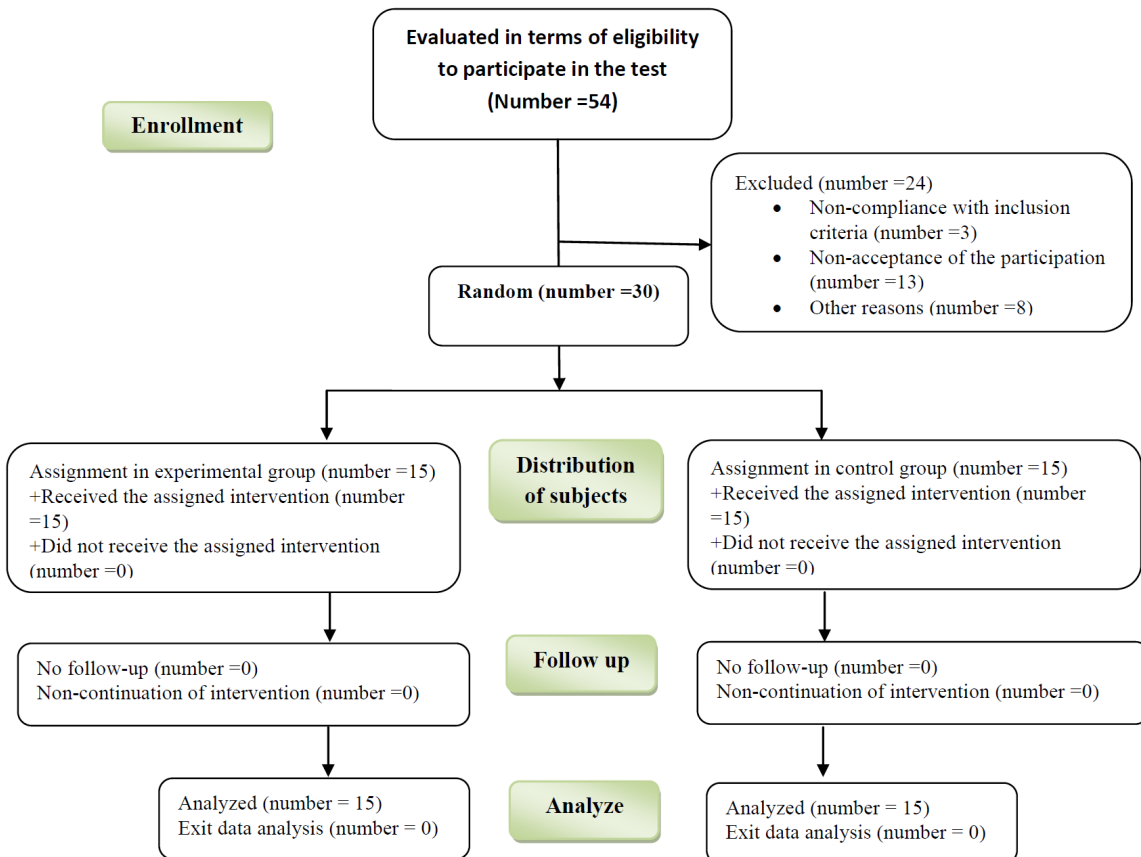 Evaluated in terms of eligibility
to participate in the test
(Number =54)
Enrollment
Excluded (number =24)
• Non-compliance with inclusion
criteria (number =3)
• Non-acceptance of the participation
(number =13)
• Other reasons (number =8)
Random (number =30)
Assignment in experimental group (number =15)
+Received the assigned intervention (number
=15)
+Did not receive the assigned intervention
(number =0)
Distribution
of subjects
Assignment in control group (number =15)
+Received the assigned intervention (number
=15)
+Did not receive the assigned intervention
(number =0)
No follow-up (number =0)
Non-continuation of intervention (number =0)
Follow up
No follow-up (number =0)
Non-continuation of intervention (number =0)
Analyzed (number = 15)
Exit data analysis (number = 0)
Analyze
Analyzed (number = 15)
Exit data analysis (number = 0)